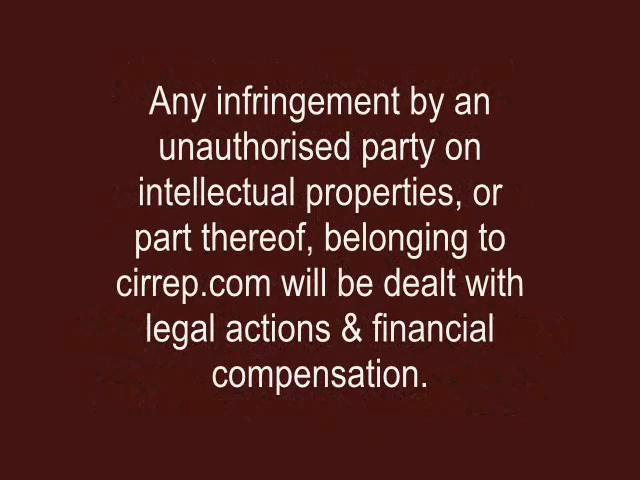 Any infringement by an
unauthorised party on
intellectual properties, or
part thereof, belonging to
cirrep.com will be dealt with
legal actions & financial
compensation.